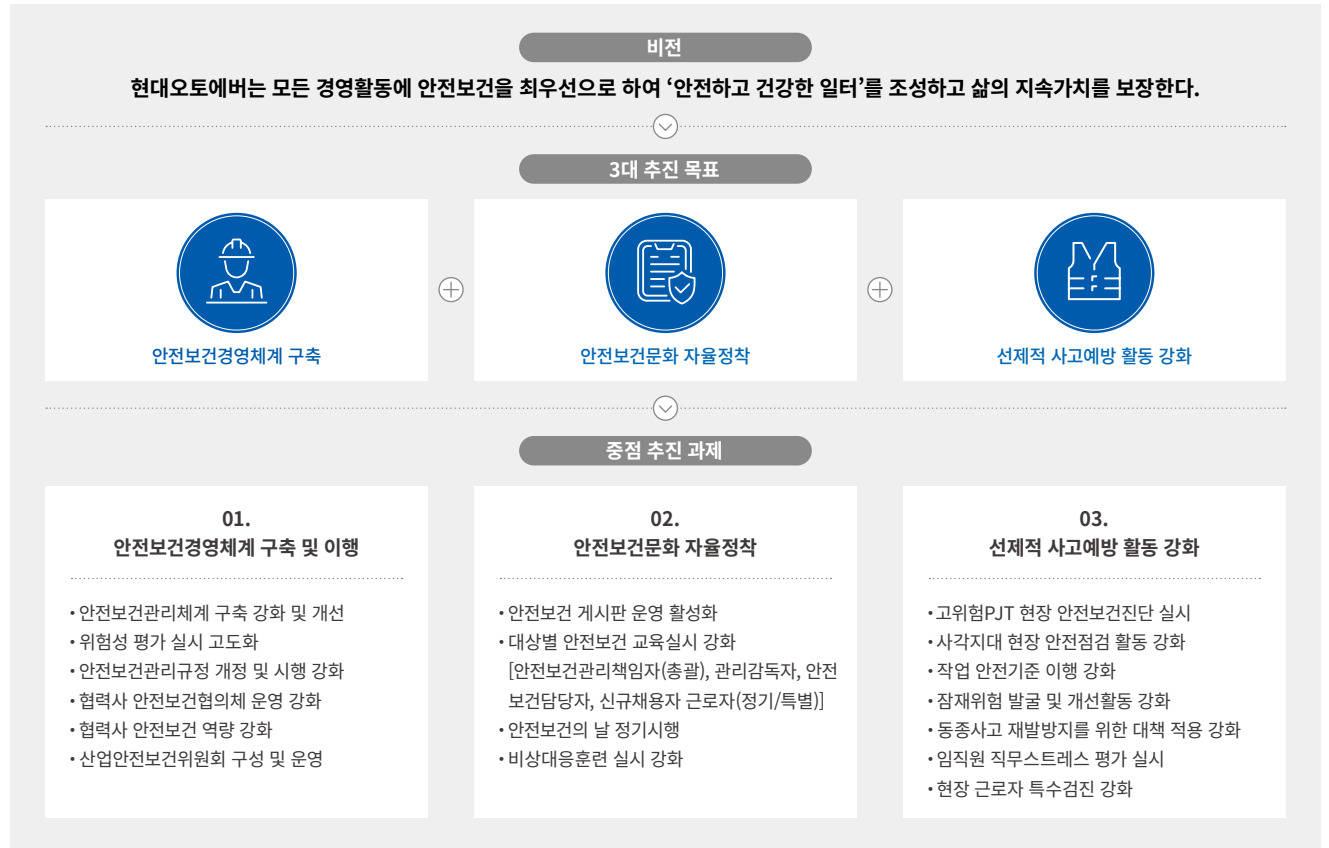 비전
현대오토에버는 모든 경영활동에 안전보건을 최우선으로 하여 ‘안전하고 건강한 일터’를 조성하고 삶의 지속가치를 보장한다.
3대 추진 목표
안전보건경영체계 구축
안전보건문화 자율정착
선제적 사고예방 활동 강화
중점 추진 과제
01.
안전보건경영체계 구축 및 이행
• 안전보건관리체계 구축 강화 및 개선
• 위험성 평가 실시 고도화
• 안전보건관리규정 개정 및 시행 강화
• 협력사 안전보건협의체 운영 강화
• 협력사 안전보건 역량 강화
• 산업안전보건위원회 구성 및 운영
02.
안전보건문화 자율정착
• 안전보건 게시판 운영 활성화
• 대상별 안전보건 교육실시 강화
[안전보건관리책임자(총괄), 관리감독자, 안전
보건담당자, 신규채용자 근로자(정기/특별)]
• 안전보건의 날 정기시행
• 비상대응훈련 실시 강화
03.
선제적 사고예방 활동 강화
• 고위험PJT 현장 안전보건진단 실시
• 사각지대 현장 안전점검 활동 강화
• 작업 안전기준 이행 강화
• 잠재위험 발굴 및 개선활동 강화
• 동종사고 재발방지를 위한 대책 적용 강화
• 임직원 직무스트레스 평가 실시
• 현장 근로자 특수검진 강화